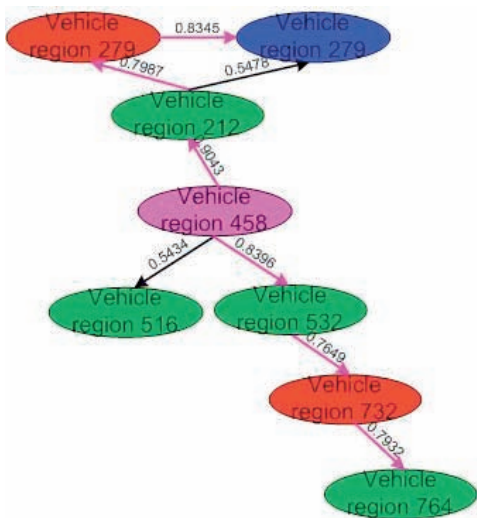 Vehicle
region 279
0.8345
Vehicle
region 279
0.7987
0.5478
Vehicle
region 212
0.9043
Vehicle
region 458
0.5434
0.8396
Vehicle
region 516
Vehicle
region 532
0.7649
Vehicle
region 732
0.7932
Vehicle
region 764